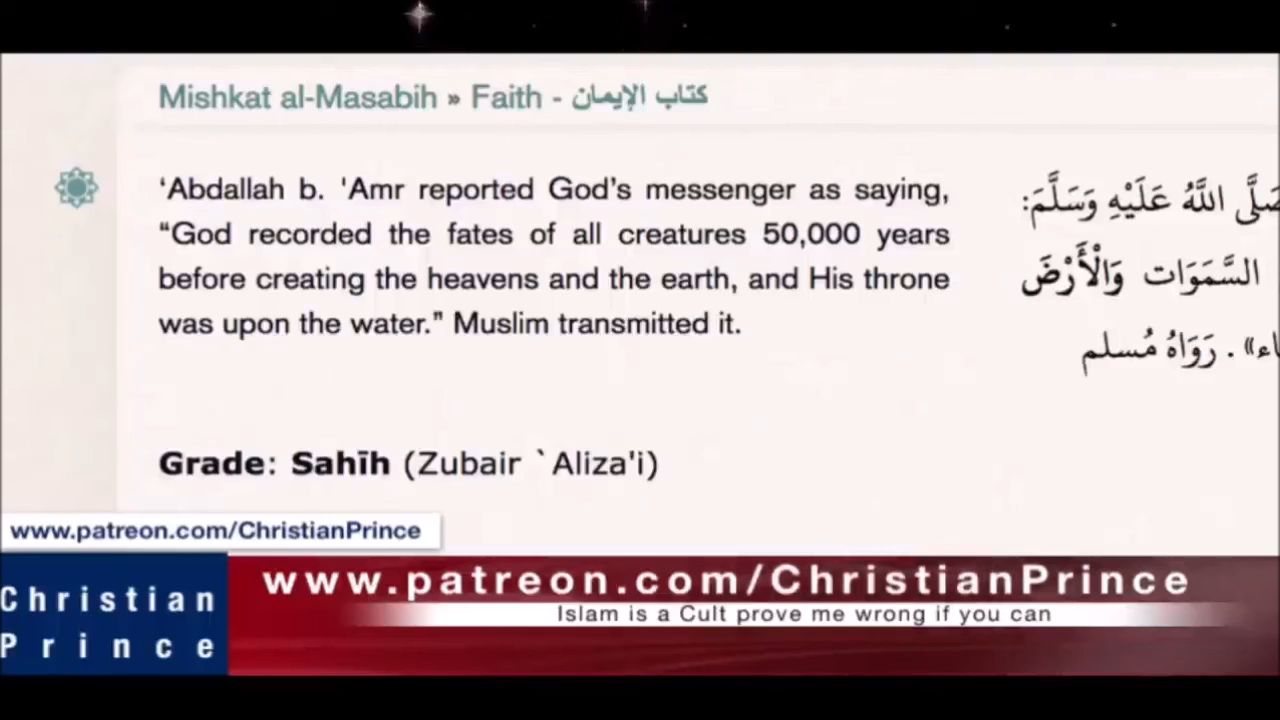 Mishkat al-Masabih » Faith - كتاب الإيمان
‘Abdallah b. 'Amr reported God’s messenger as saying,
“God recorded the fates of all creatures 50,000 years
before creating the heavens and the earth, and His throne
was upon the water.” Muslim transmitted it.
اللَّهُ عَلَيْهِ وَسَلَّمَ:
السَّمَوَات وَالْأَرْضَ
» . رَوَاهُ مُسلم
Grade: Sahīh (Zubair `Aliza'i)
www.patreon.com/ChristianPrince
Christian
Prince
www.patreon.com/ChristianPrince
Islam is a Cult prove me wrong if you can